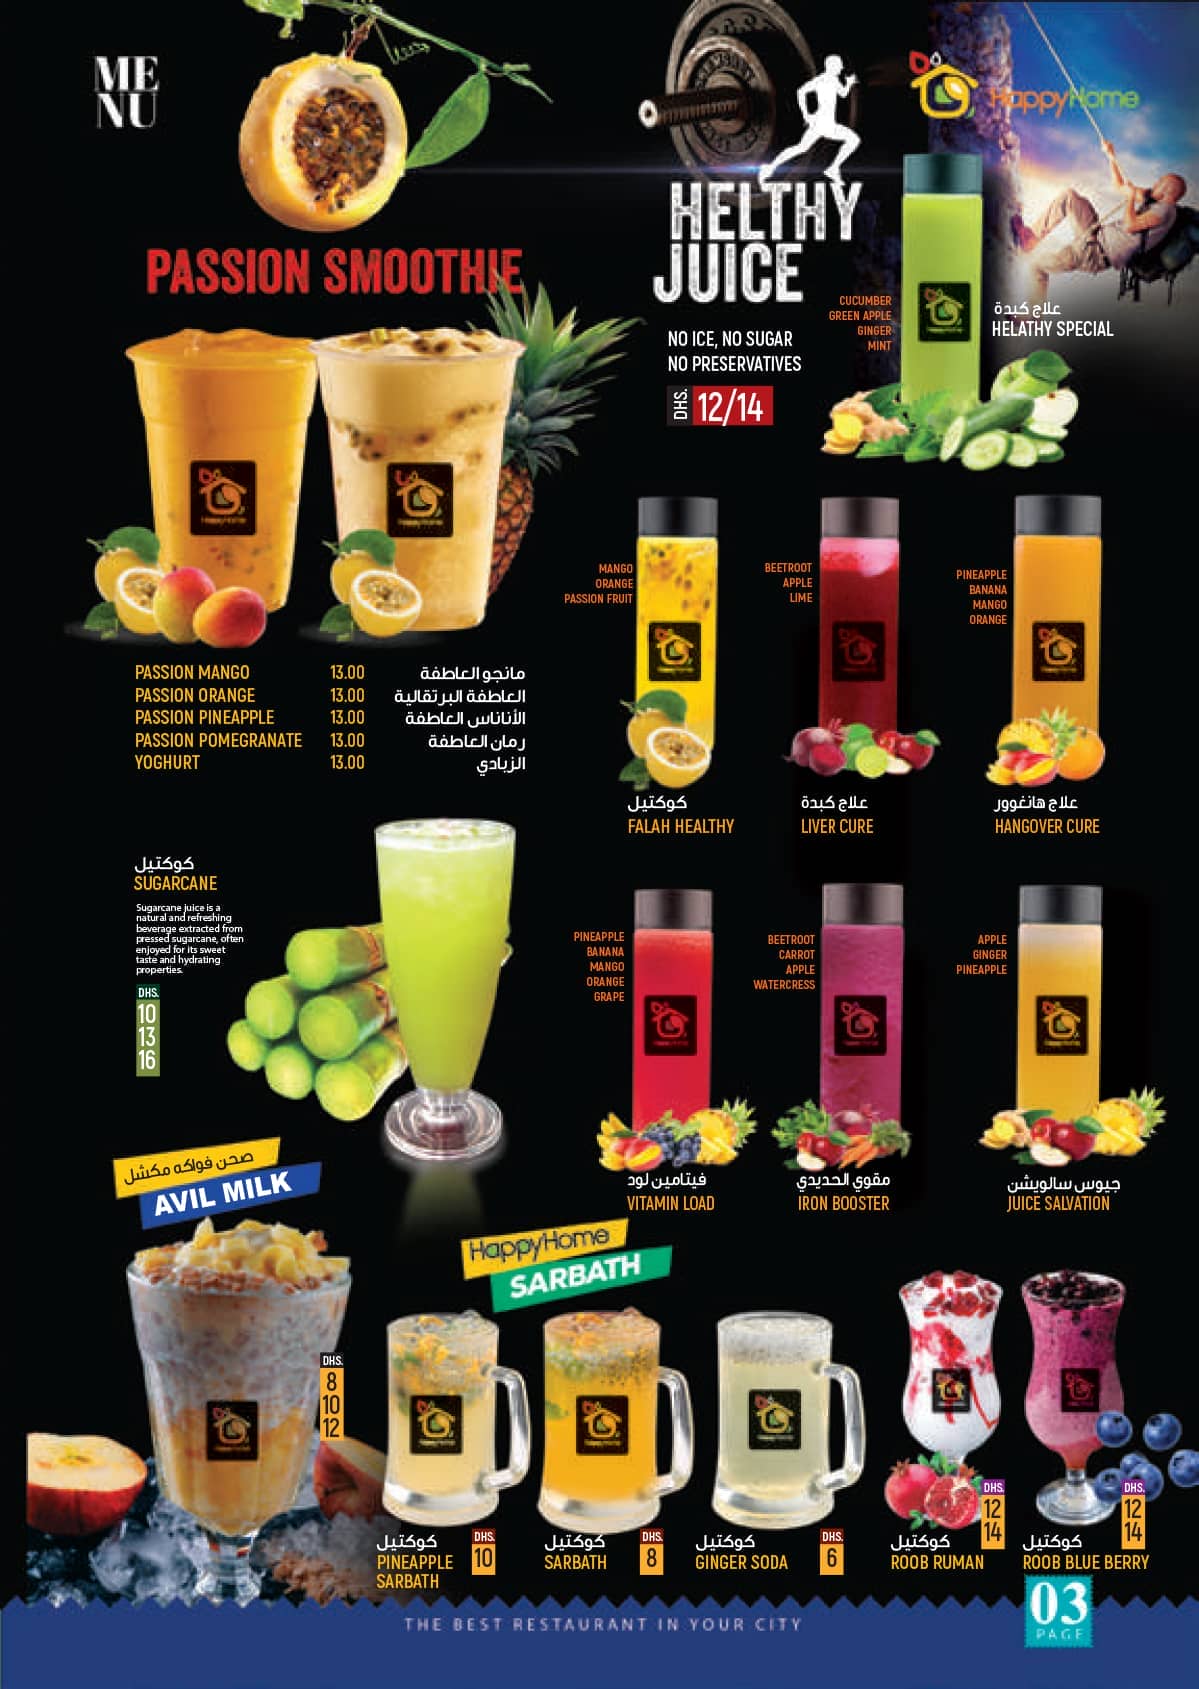 ME
NU
HappyHome
PASSION SMOOTHIE
HELTHY
JUICE
NO ICE, NO SUGAR
NO PRESERVATIVES
DHS. 12/14
CUCUMBER
GREEN APPLE
GINGER
MINT
علاج كبدة
HELATHY SPECIAL
PASSION MANGO 13.00 مانجو العاطفة
PASSION ORANGE 13.00 العاطفة البرتقالية
PASSION PINEAPPLE 13.00 الأناناس العاطفة
PASSION POMEGRANATE 13.00 رمان العاطفة
YOGHURT 13.00 الزبادي
MANGO
ORANGE
PASSION FRUIT
كوكتيل
FALAH HEALTHY
BEETROOT
APPLE
LIME
علاج كبدة
LIVER CURE
PINEAPPLE
BANANA
MANGO
ORANGE
علاج هانغوور
HANGOVER CURE
كوكتيل
SUGARCANE
Sugarcane juice is a
natural and refreshing
beverage extracted from
pressed sugarcane, often
enjoyed for its sweet
taste and hydrating
properties.
DHS.
10
13
16
PINEAPPLE
BANANA
MANGO
ORANGE
GRAPE
فيتامين لود
VITAMIN LOAD
BEETROOT
CARROT
APPLE
WATERCRESS
مقوي الحديدي
IRON BOOSTER
APPLE
GINGER
PINEAPPLE
جيوس سالويشن
JUICE SALVATION
صحن فواكه مكشل
AVIL MILK
DHS.
8
10
12
HappyHome
SARBATH
كوكتيل
PINEAPPLE
SARBATH
DHS.
10
كوكتيل
SARBATH
DHS.
8
كوكتيل
GINGER SODA
DHS.
6
كوكتيل
ROOB RUMAN
DHS.
12
14
كوكتيل
ROOB BLUE BERRY
DHS.
12
14
THE BEST RESTAURANT IN YOUR CITY
03
PAGE